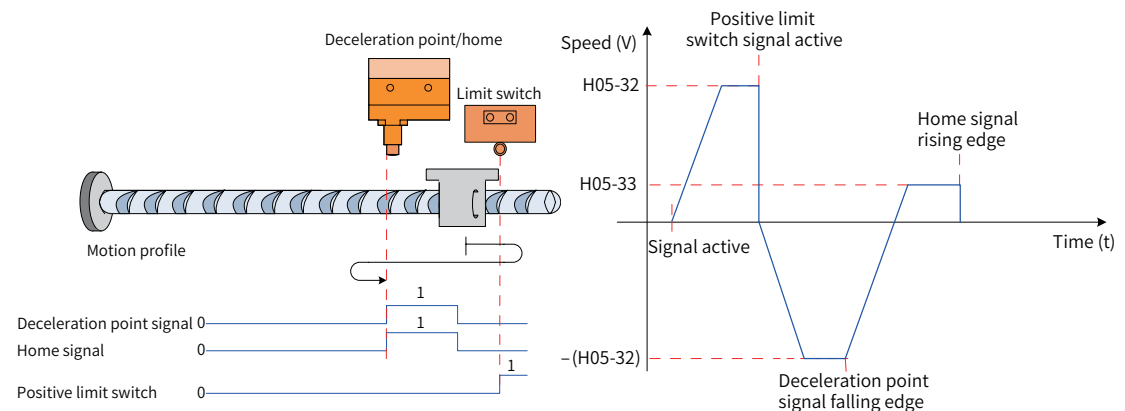 Deceleration point/home
Limit switch
Motion profile
1
Deceleration point signal 0
1
Home signal 0
1
Positive limit switch 0
Positive limit
switch signal active
Speed (V)
H05-32
Home signal
rising edge
H05-33
Signal active
Time (t)
–(H05-32)
Deceleration point
signal falling edge